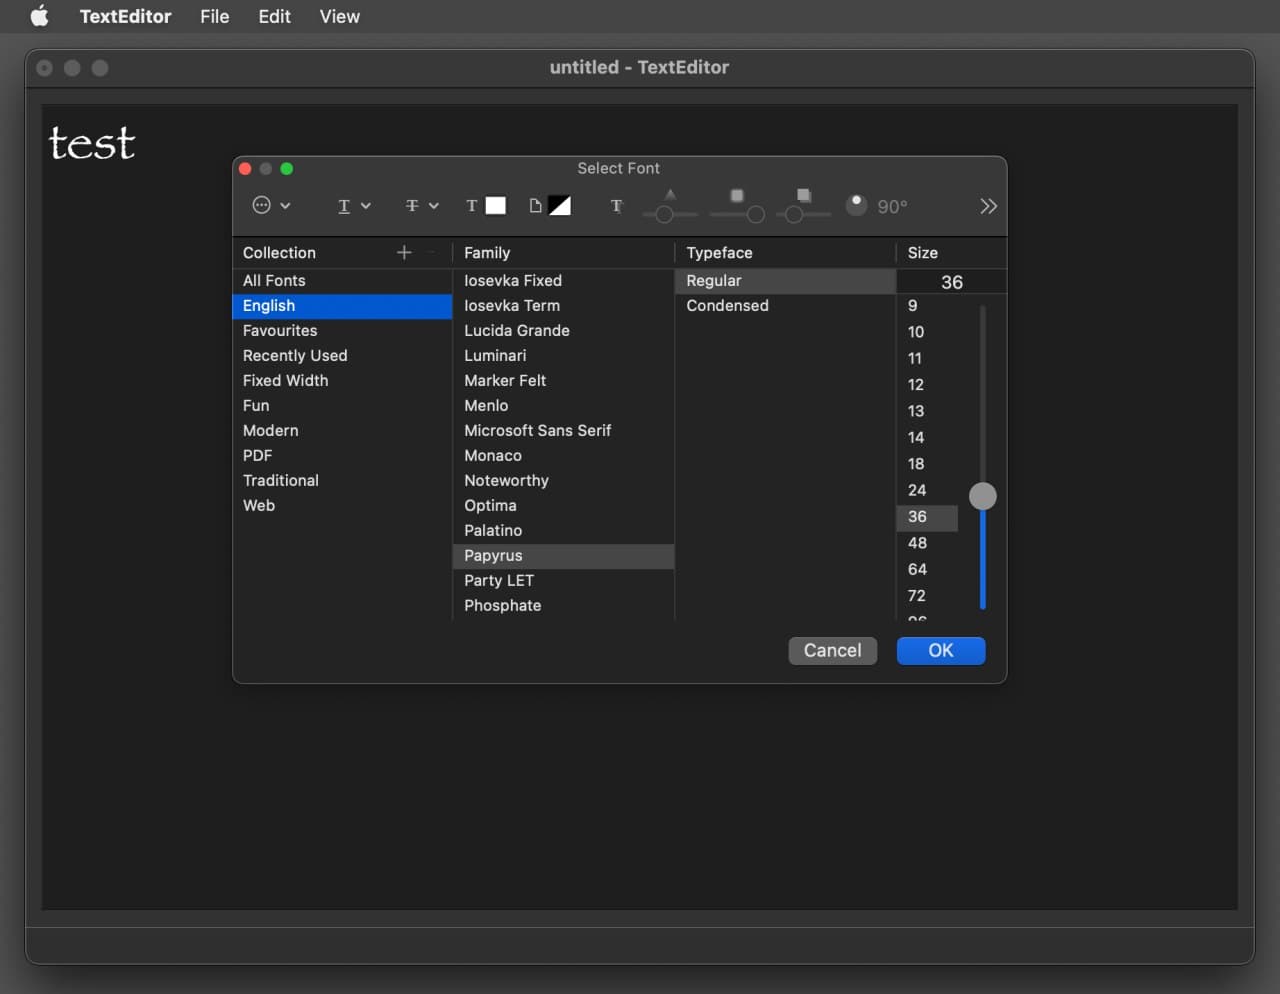 TextEditor File Edit View
untitled - TextEditor
test
Select Font
T T T T 90°
Collection Family Typeface Size
All Fonts Iosevka Fixed Regular 36
English Iosevka Term Condensed 9
Favourites Lucida Grande 10
Recently Used Luminari 11
Fixed Width Marker Felt 12
Fun Menlo 13
Modern Microsoft Sans Serif 14
PDF Monaco 18
Traditional Noteworthy 24
Web Optima 36
Palatino 48
Papyrus 64
Party LET 72
Phosphate
Cancel OK